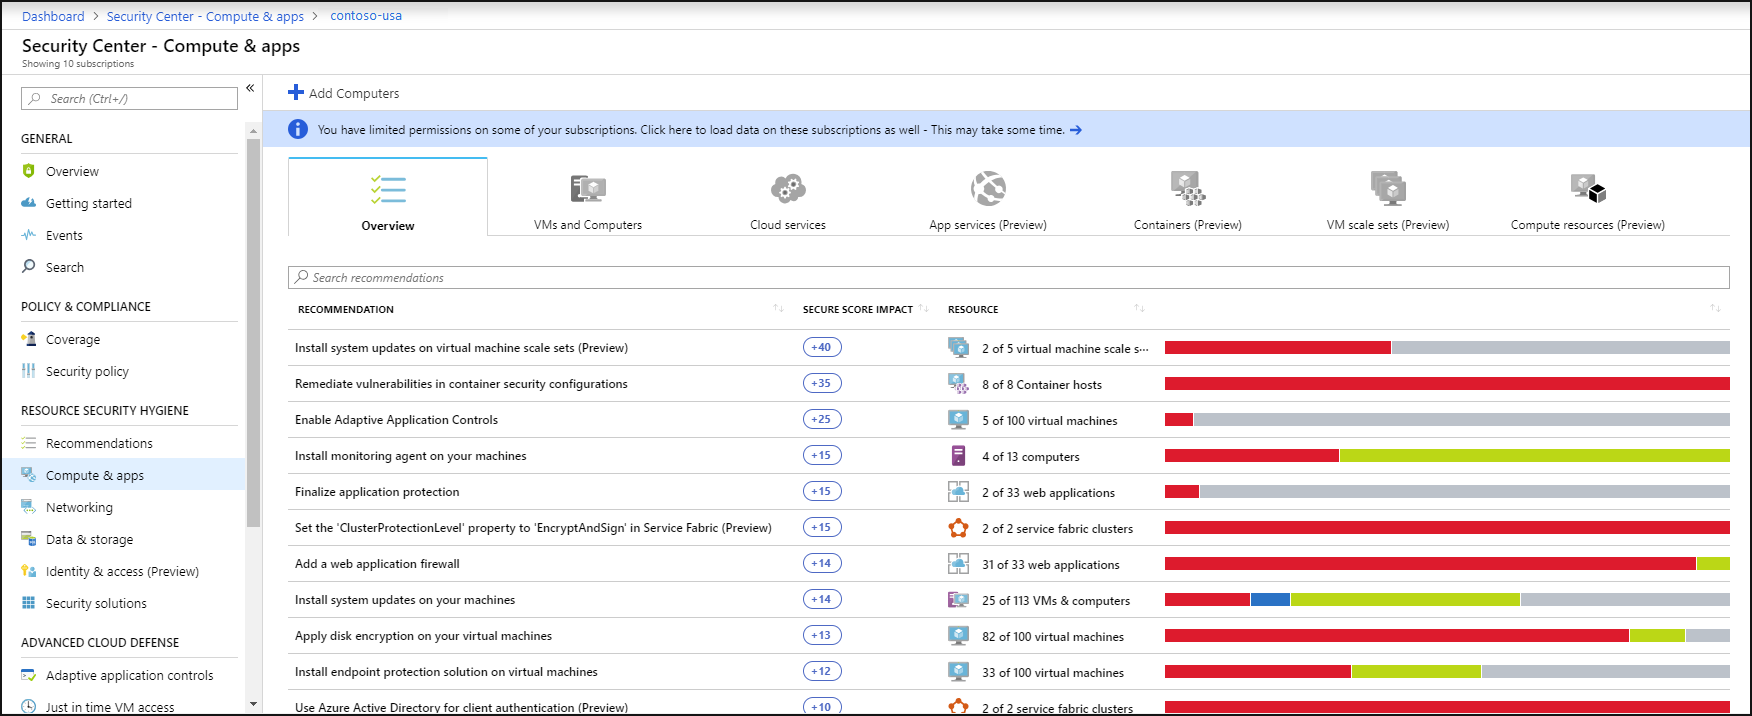 Dashboard > Security Center - Compute & apps > contoso-usa
Security Center - Compute & apps
Showing 10 subscriptions
Search (Ctrl+/)
«
GENERAL
Overview
Getting started
Events
Search
POLICY & COMPLIANCE
Coverage
Security policy
RESOURCE SECURITY HYGIENE
Recommendations
Compute & apps
Networking
Data & storage
Identity & access (Preview)
Security solutions
ADVANCED CLOUD DEFENSE
Adaptive application controls
Just in time VM access
Add Computers
You have limited permissions on some of your subscriptions. Click here to load data on these subscriptions as well - This may take some time. →
Overview
VMs and Computers
Cloud services
App services (Preview)
Containers (Preview)
VM scale sets (Preview)
Compute resources (Preview)
Search recommendations
RECOMMENDATION SECURE SCORE IMPACT RESOURCE
Install system updates on virtual machine scale sets (Preview) +40 2 of 5 virtual machine scale s···
Remediate vulnerabilities in container security configurations +35 8 of 8 Container hosts
Enable Adaptive Application Controls +25 5 of 100 virtual machines
Install monitoring agent on your machines +15 4 of 13 computers
Finalize application protection +15 2 of 33 web applications
Set the 'ClusterProtectionLevel' property to 'EncryptAndSign' in Service Fabric (Preview) +15 2 of 2 service fabric clusters
Add a web application firewall +14 31 of 33 web applications
Install system updates on your machines +14 25 of 113 VMs & computers
Apply disk encryption on your virtual machines +13 82 of 100 virtual machines
Install endpoint protection solution on virtual machines +12 33 of 100 virtual machines
Use Azure Active Directory for client authentication (Preview) +10 2 of 2 service fabric clusters